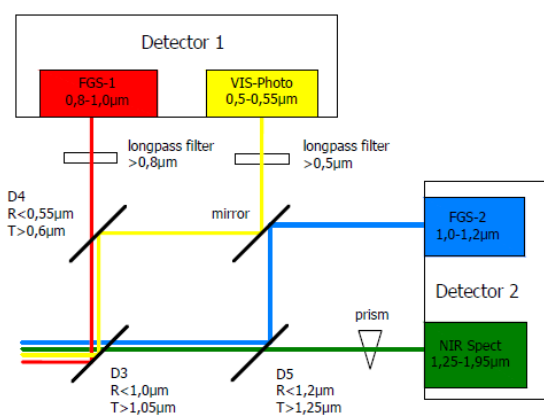 Detector 1
FGS-1
0,8-1,0µm
VIS-Photo
0,5-0,55µm
longpass filter
>0,8µm
longpass filter
>0,5µm
D4
R<0,55µm
T>0,6µm
mirror
FGS-2
1,0-1,2µm
Detector 2
prism
NIR Spect
1,25-1,95µm
D3
R<1,0µm
T>1,05µm
D5
R<1,2µm
T>1,25µm